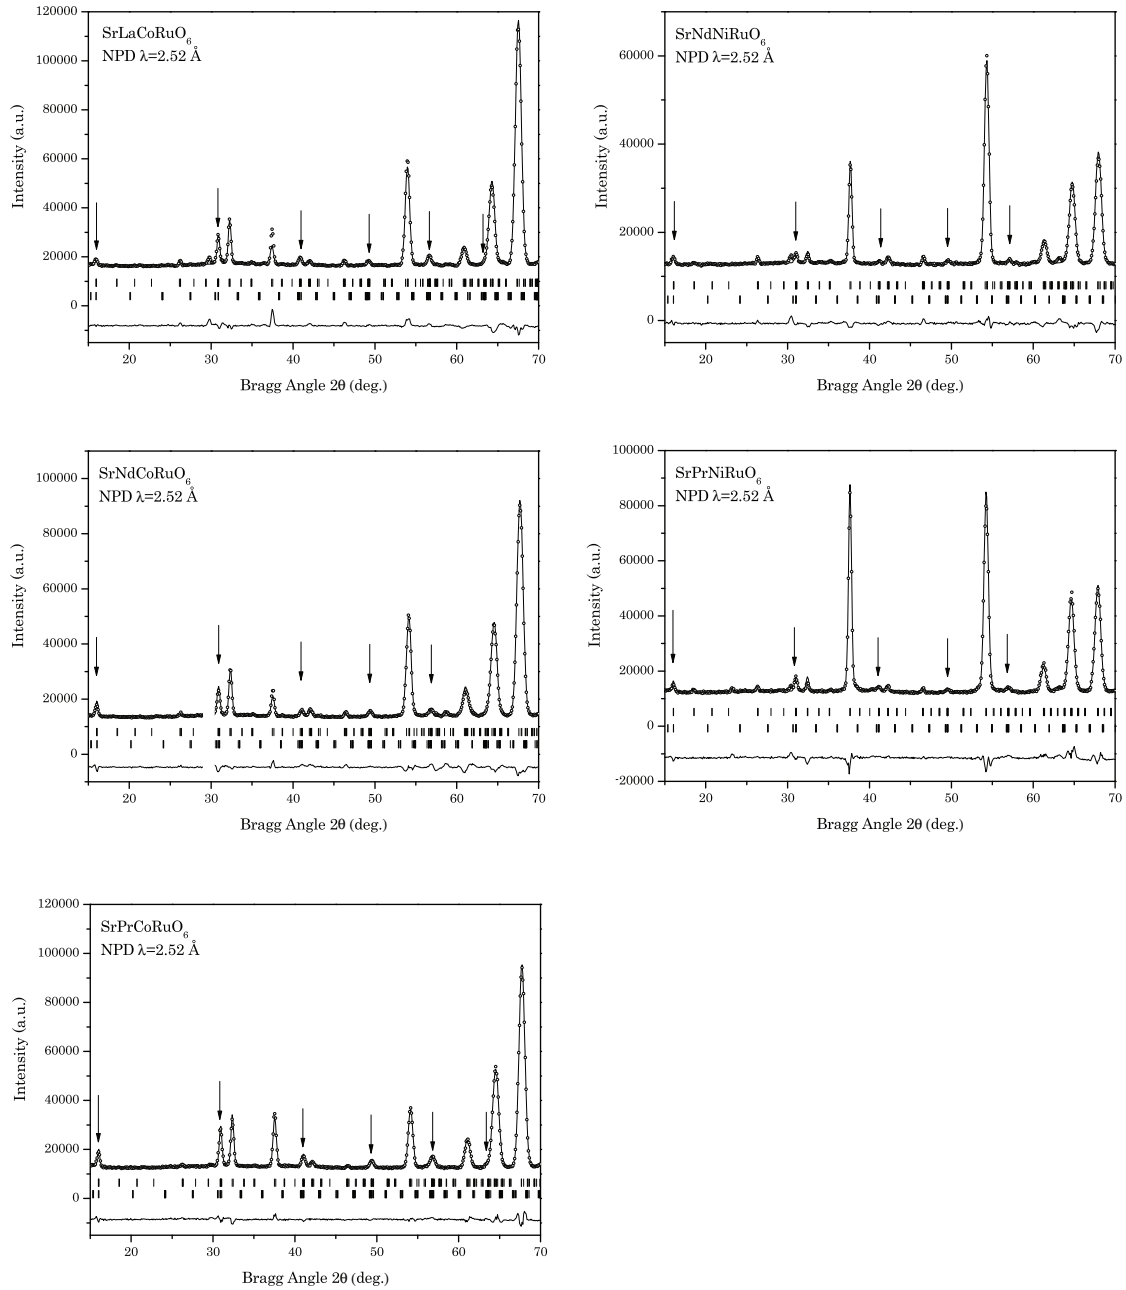 SrLaCoRuO6
NPD λ=2.52 Å
Intensity (a.u.)
120000
100000
80000
60000
40000
20000
0
20 30 40 50 60 70
Bragg Angle 2θ (deg.)
SrNdNiRuO6
NPD λ=2.52 Å
Intensity (a.u.)
60000
40000
20000
0
20 30 40 50 60 70
Bragg Angle 2θ (deg.)
SrNdCoRuO6
NPD λ=2.52 Å
Intensity (a.u.)
100000
80000
60000
40000
20000
0
20 30 40 50 60 70
Bragg Angle 2θ (deg.)
SrPrNiRuO6
NPD λ=2.52 Å
Intensity (a.u.)
100000
80000
60000
40000
20000
0
-20000
20 30 40 50 60 70
Bragg Angle 2θ (deg.)
SrPrCoRuO6
NPD λ=2.52 Å
Intensity (a.u.)
120000
100000
80000
60000
40000
20000
0
20 30 40 50 60 70
Bragg Angle 2θ (deg.)